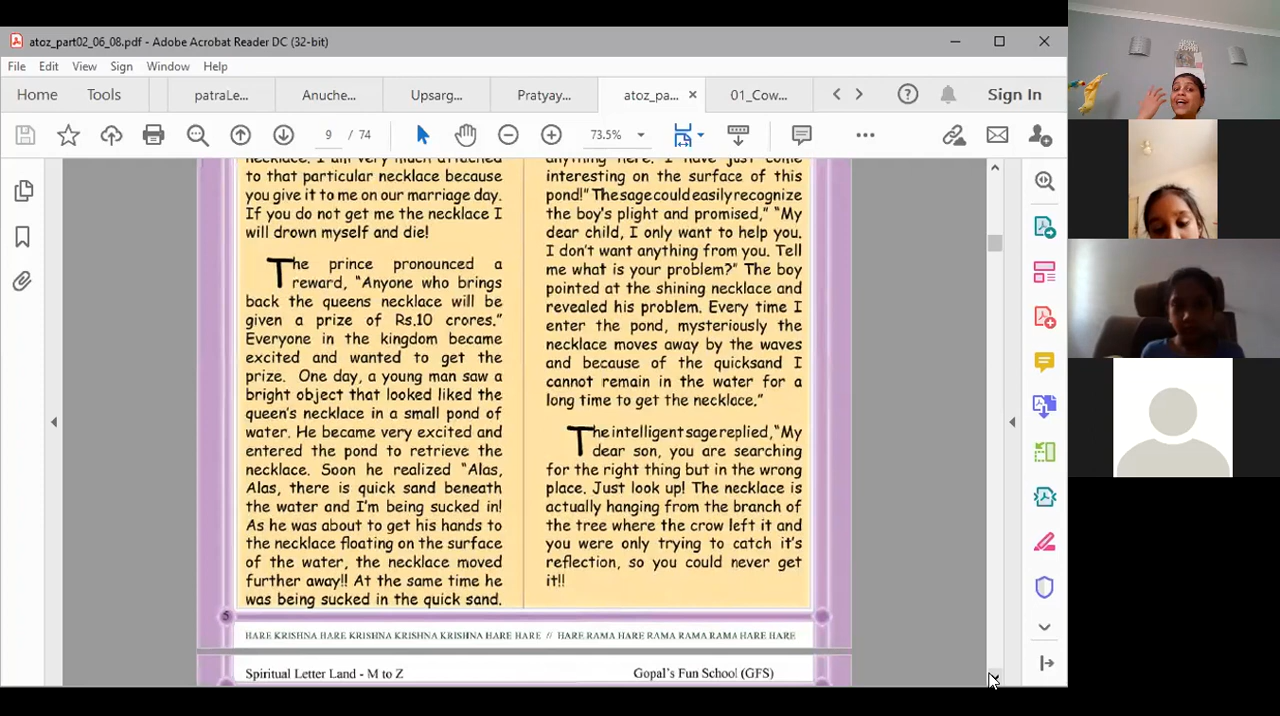 atoz_part02_06_08.pdf - Adobe Acrobat Reader DC (32-bit)
File Edit View Sign Window Help
Home Tools patraLe... Anuche... Upsarg... Pratyay... atoz_pa... 01_Cow... Sign In
9 / 74 73.5%
necklace. I am very much attached
to that particular necklace because
you give it to me on our marriage day.
If you do not get me the necklace I
will drown myself and die!
The prince pronounced a
reward, "Anyone who brings
back the queens necklace will be
given a prize of Rs.10 crores."
Everyone in the kingdom became
excited and wanted to get the
prize. One day, a young man saw a
bright object that looked liked the
queen's necklace in a small pond of
water. He became very excited and
entered the pond to retrieve the
necklace. Soon he realized "Alas,
Alas, there is quick sand beneath
the water and I'm being sucked in!
As he was about to get his hands to
the necklace floating on the surface
of the water, the necklace moved
further away!! At the same time he
was being sucked in the quick sand.
anything here. I have just come
interesting on the surface of this
pond!" The sage could easily recognize
the boy's plight and promised," "My
dear child, I only want to help you.
I don't want anything from you. Tell
me what is your problem?" The boy
pointed at the shining necklace and
revealed his problem. Every time I
enter the pond, mysteriously the
necklace moves away by the waves
and because of the quicksand I
cannot remain in the water for a
long time to get the necklace."
The intelligent sage replied, "My
dear son, you are searching
for the right thing but in the wrong
place. Just look up! The necklace is
actually hanging from the branch of
the tree where the crow left it and
you were only trying to catch it's
reflection, so you could never get
it!!
5
HARE KRISHNA HARE KRISHNA KRISHNA KRISHNA HARE HARE // HARE RAMA HARE RAMA RAMA RAMA HARE HARE
Spiritual Letter Land - M to Z Gopal's Fun School (GFS)